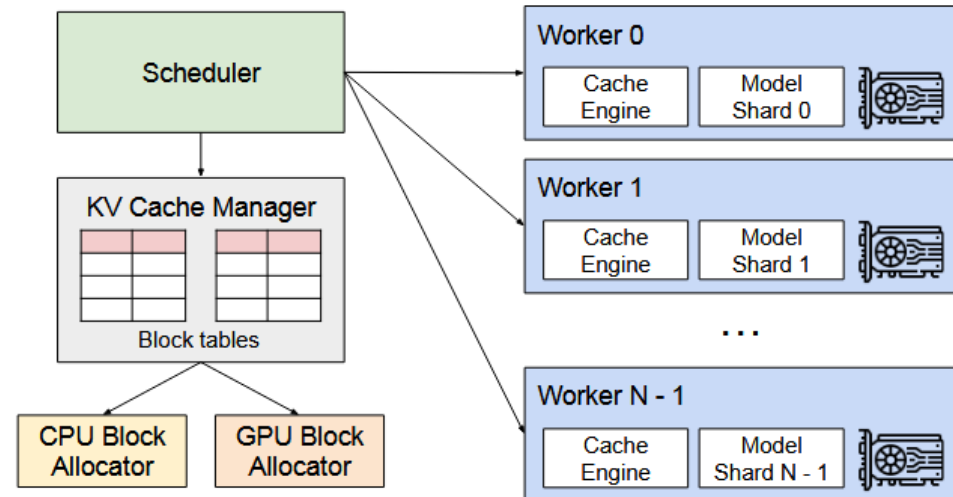 Scheduler
KV Cache Manager
Block tables
CPU Block
Allocator
GPU Block
Allocator
Worker 0
Cache
Engine
Model
Shard 0
Worker 1
Cache
Engine
Model
Shard 1
...
Worker N - 1
Cache
Engine
Model
Shard N - 1